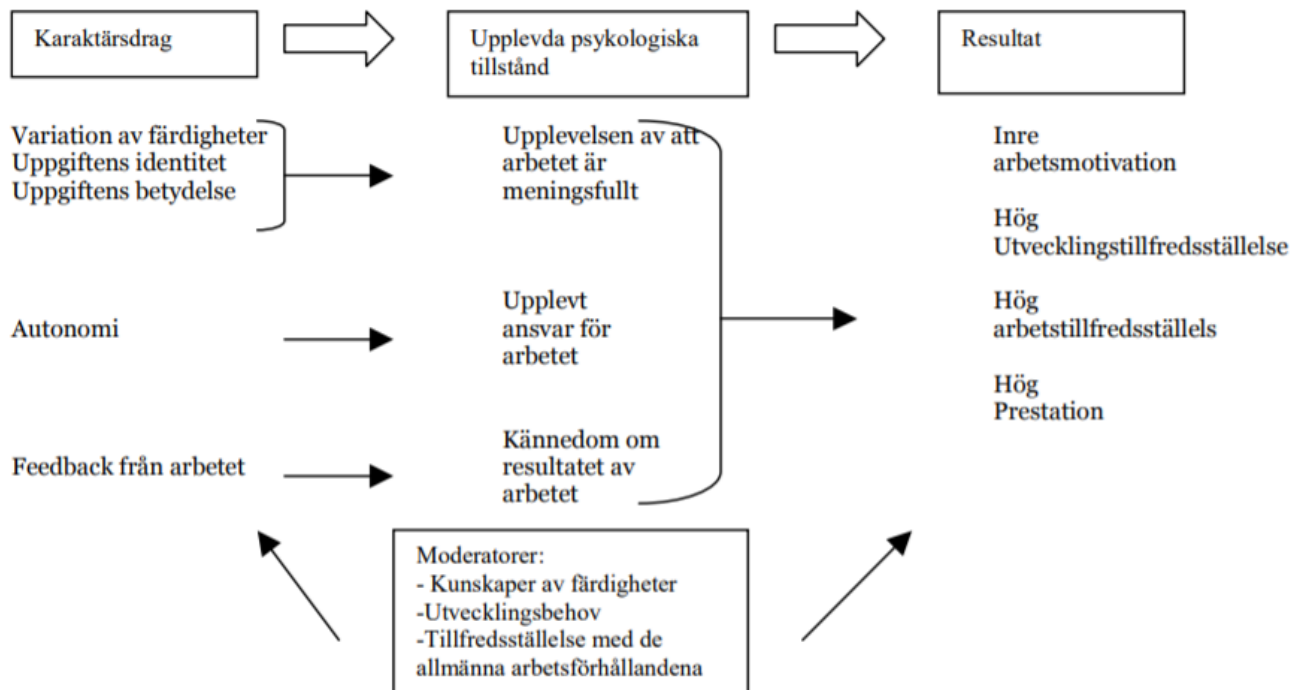 Karaktärsdrag
Upplevda psykologiska
tillstånd
Resultat
Variation av färdigheter
Uppgiftens identitet
Uppgiftens betydelse
Upplevelsen av att
arbetet är
meningsfullt
Inre
arbetsmotivation
Hög
Utvecklingstillfredsställelse
Autonomi
Upplevt
ansvar för
arbetet
Hög
arbetstillfredsställels
Hög
Prestation
Feedback från arbetet
Kännedom om
resultatet av
arbetet
Moderatorer:
- Kunskaper av färdigheter
-Utvecklingsbehov
-Tillfredsställelse med de
allmänna arbetsförhållandena